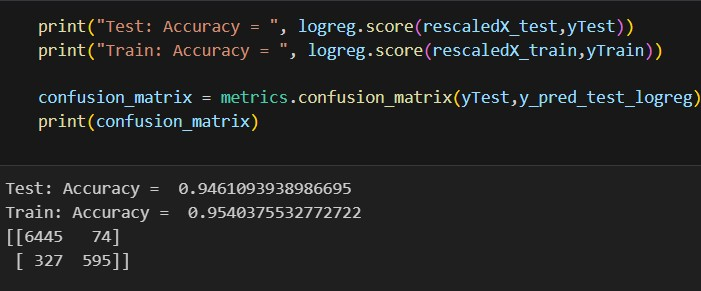 print("Test: Accuracy = ", logreg.score(rescaledX_test,yTest))
print("Train: Accuracy = ", logreg.score(rescaledX_train,yTrain))
confusion_matrix = metrics.confusion_matrix(yTest,y_pred_test_logreg)
print(confusion_matrix)
Test: Accuracy =  0.9461093938986695
Train: Accuracy =  0.9540375532772722
[[6445   74]
 [ 327  595]]